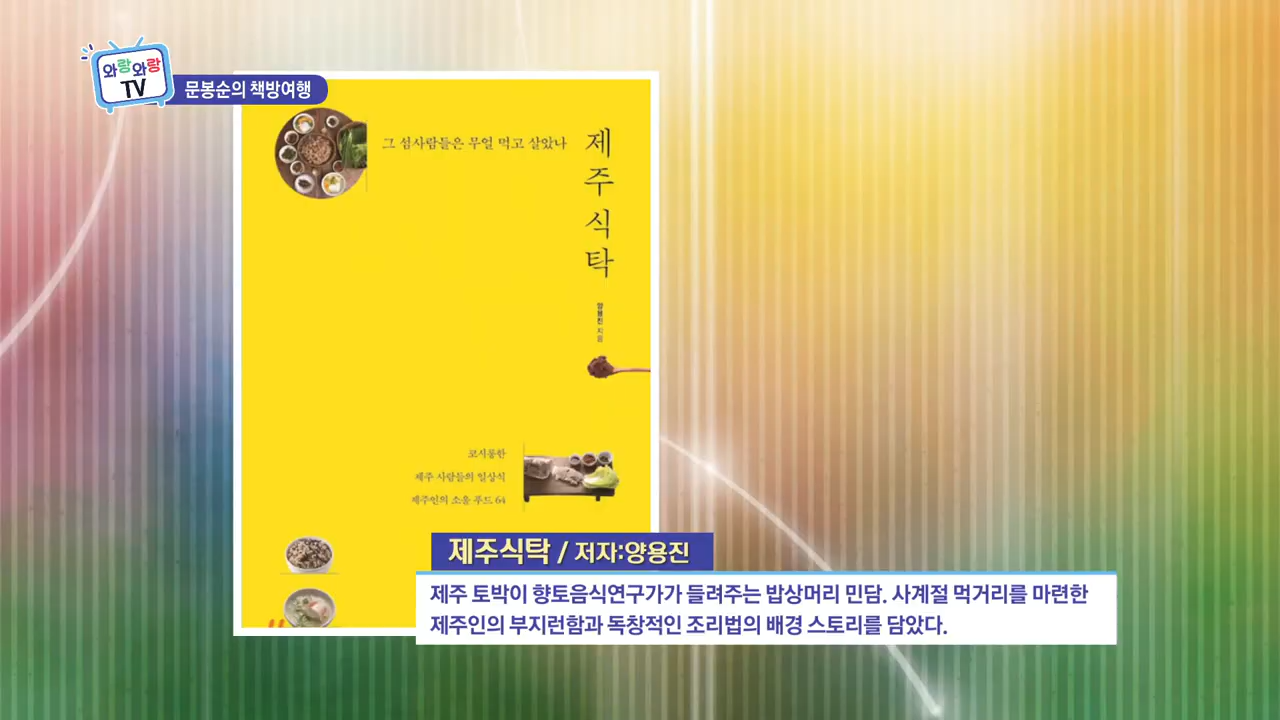 와랑와랑
TV
문봉순의 책방여행
그 섬사람들은 무얼 먹고 살았나
제주식탁
양용진 지음
코시롱한
제주 사람들의 일상식
제주인의 소울 푸드 64
제주식탁 / 저자:양용진
제주 토박이 향토음식연구가가 들려주는 밥상머리 민담. 사계절 먹거리를 마련한
제주인의 부지런함과 독창적인 조리법의 배경 스토리를 담았다.